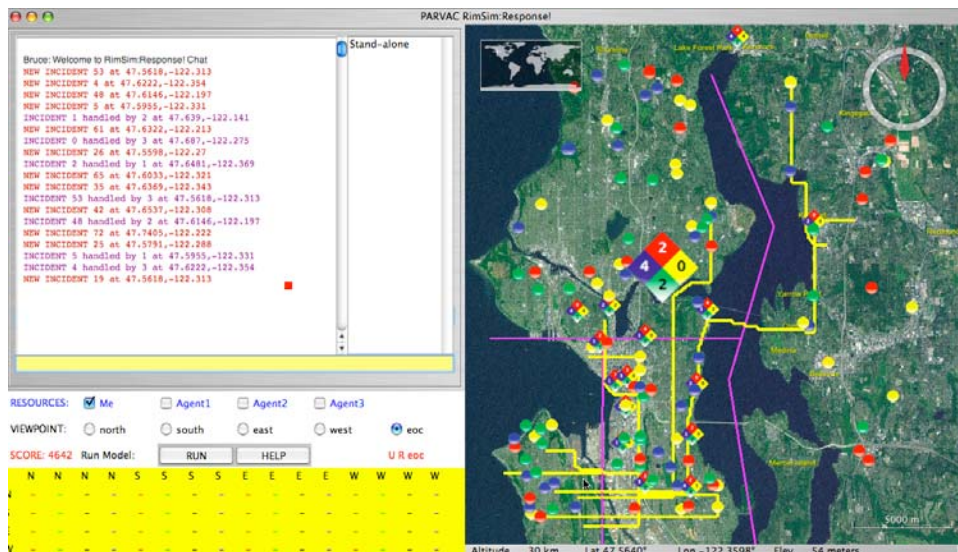 PARVAC RimSim:Response!
Stand-alone
Bruce: Welcome to RimSim:Response! Chat
NEW INCIDENT 53 at 47.5618,-122.313
NEW INCIDENT 4 at 47.6222,-122.354
NEW INCIDENT 48 at 47.6146,-122.197
NEW INCIDENT 5 at 47.5955,-122.331
INCIDENT 1 handled by 2 at 47.639,-122.141
NEW INCIDENT 61 at 47.6322,-122.213
INCIDENT 0 handled by 3 at 47.687,-122.275
NEW INCIDENT 26 at 47.5598,-122.27
INCIDENT 2 handled by 1 at 47.6481,-122.369
NEW INCIDENT 65 at 47.6033,-122.321
NEW INCIDENT 35 at 47.6369,-122.343
INCIDENT 53 handled by 3 at 47.5618,-122.313
NEW INCIDENT 42 at 47.6537,-122.308
INCIDENT 48 handled by 2 at 47.6146,-122.197
NEW INCIDENT 72 at 47.7405,-122.222
NEW INCIDENT 25 at 47.5791,-122.288
INCIDENT 5 handled by 1 at 47.5955,-122.331
INCIDENT 4 handled by 3 at 47.6222,-122.354
NEW INCIDENT 19 at 47.5618,-122.313
RESOURCES: Me Agent1 Agent2 Agent3
VIEWPOINT: north south east west eoc
SCORE: 4642 Run Model: RUN HELP U R eoc
N N N N S S S S E E E E W W W W
Lake Forest Park
2
4 0
2
Medina
Mercer Island
5000 m
Altitude 30 km Lat 47.5640° Lon -122.3598° Elev 54 meters